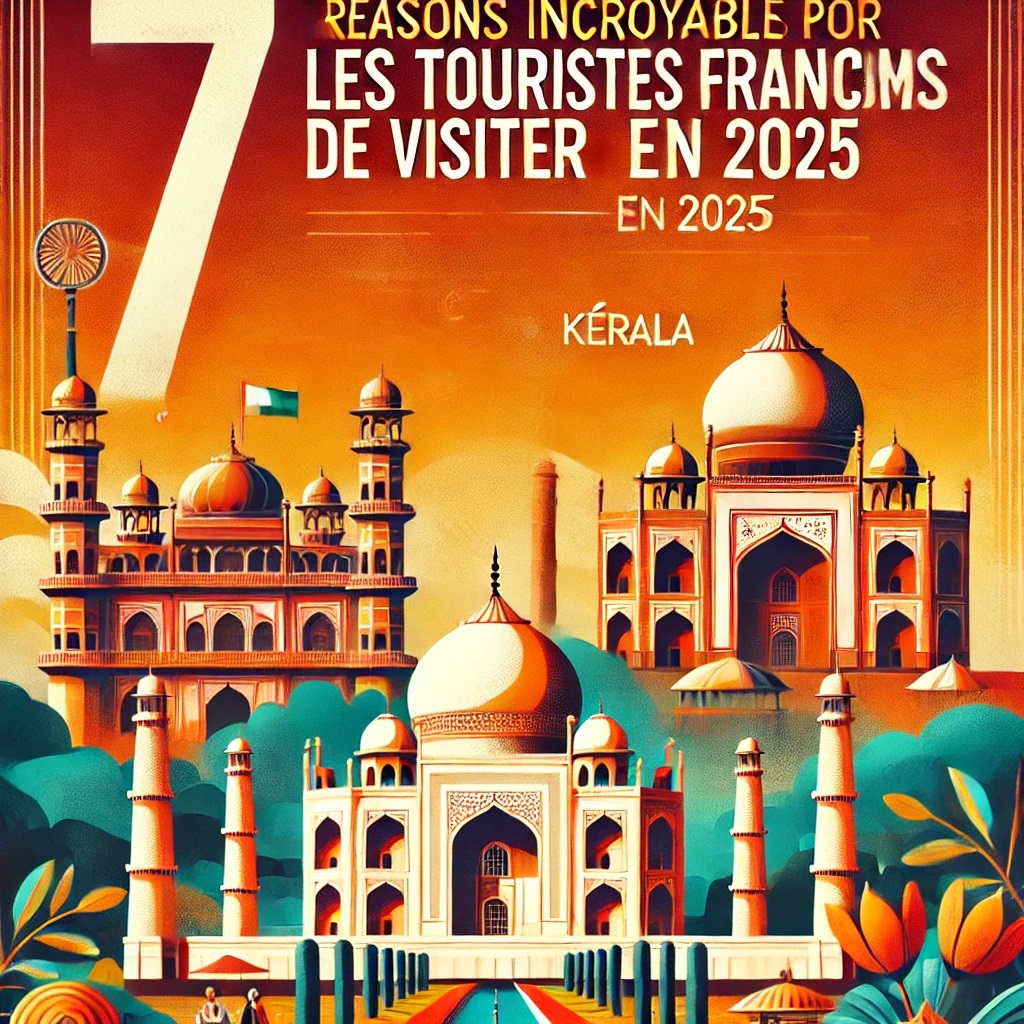 7
REASONS INCROYABLE POR
LES TOURISTES FRANCJMS
DE VISITER EN 2025
EN 2025
KÉRALA